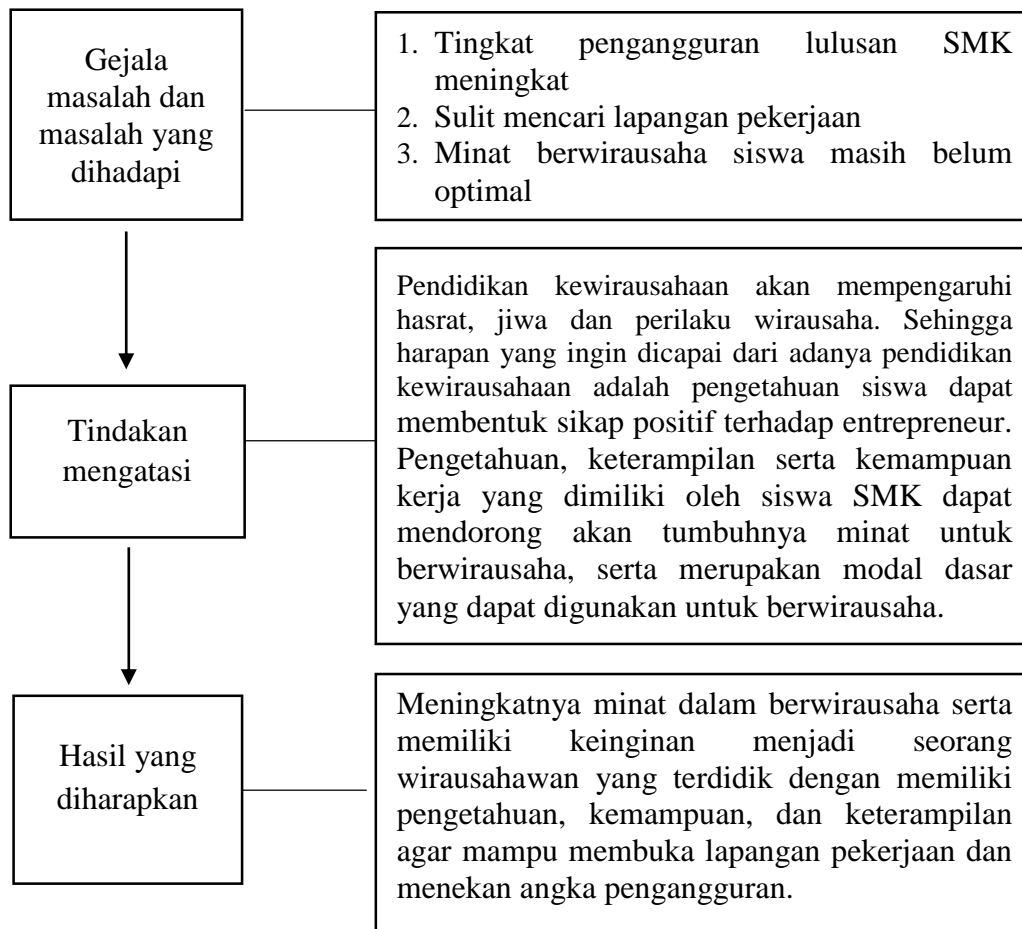 Gejala
masalah dan
masalah yang
dihadapi
1. Tingkat pengangguran lulusan SMK
meningkat
2. Sulit mencari lapangan pekerjaan
3. Minat berwirausaha siswa masih belum
optimal
Tindakan
mengatasi
Pendidikan kewirausahaan akan mempengaruhi
hasrat, jiwa dan perilaku wirausaha. Sehingga
harapan yang ingin dicapai dari adanya pendidikan
kewirausahaan adalah pengetahuan siswa dapat
membentuk sikap positif terhadap entrepreneur.
Pengetahuan, keterampilan serta kemampuan
kerja yang dimiliki oleh siswa SMK dapat
mendorong akan tumbuhnya minat untuk
berwirausaha, serta merupakan modal dasar
yang dapat digunakan untuk berwirausaha.
Hasil yang
diharapkan
Meningkatnya minat dalam berwirausaha serta
memiliki keinginan menjadi seorang
wirausahawan yang terdidik dengan memiliki
pengetahuan, kemampuan, dan keterampilan
agar mampu membuka lapangan pekerjaan dan
menekan angka pengangguran.